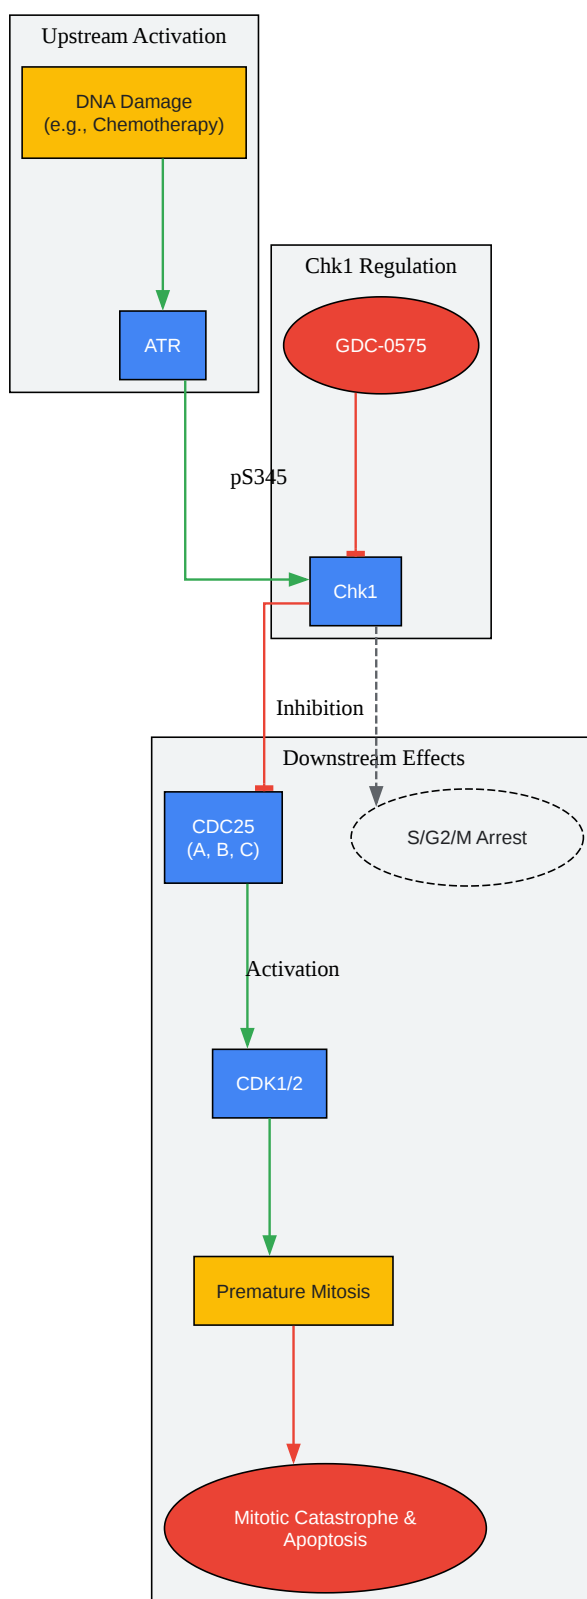 Upstream Activation
DNA Damage
(e.g., Chemotherapy)
Chk1 Regulation
ATR
GDC-0575
pS345
Chk1
Inhibition
Downstream Effects
CDC25
(A, B, C)
S/G2/M Arrest
Activation
CDK1/2
Premature Mitosis
Mitotic Catastrophe &
Apoptosis